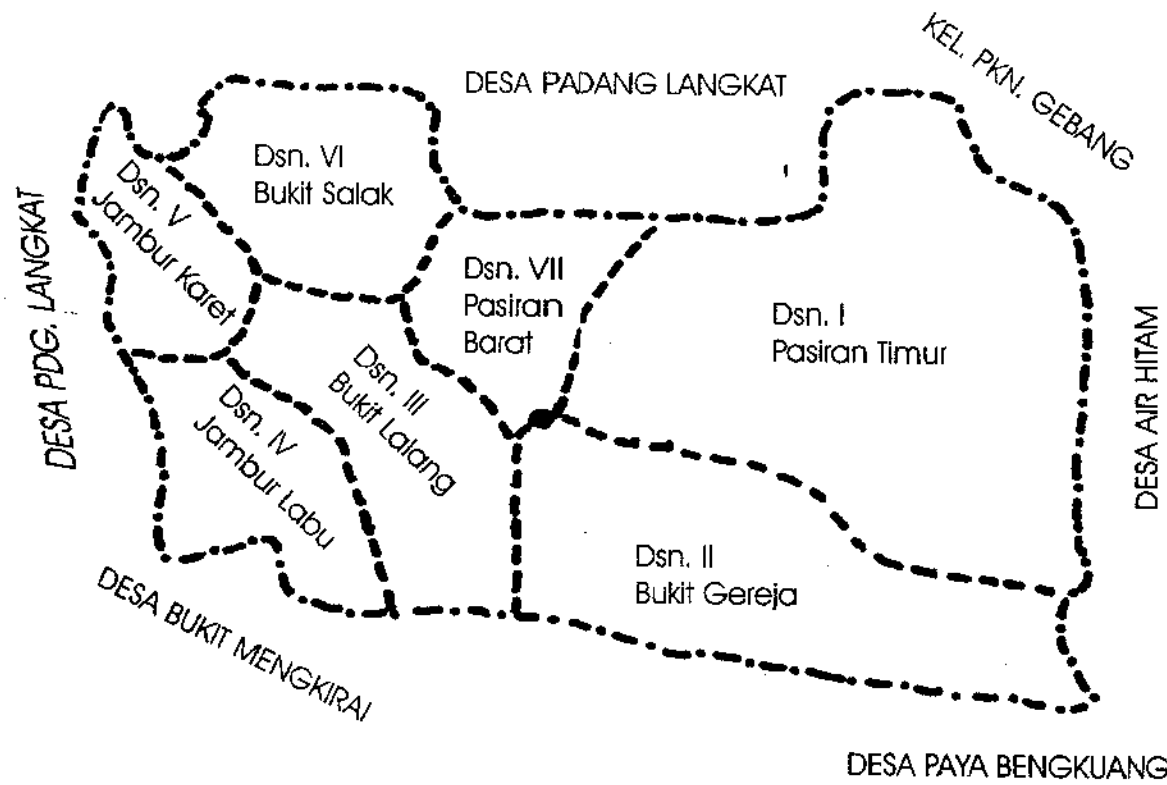 KEL. PKN. GEBANG
DESA PADANG LANGKAT
Dsn. VI
Bukit Salak
Dsn. V
Jambur Karet
DESA PDG. LANGKAT
Dsn. VII
Pasiran
Barat
Dsn. I
Pasiran Timur
DESA AIR HITAM
Dsn. III
Bukit Lalang
Dsn. IV
Jambur Labu
Dsn. II
Bukit Gereja
DESA BUKIT MENGKIRAI
DESA PAYA BENGKUANG